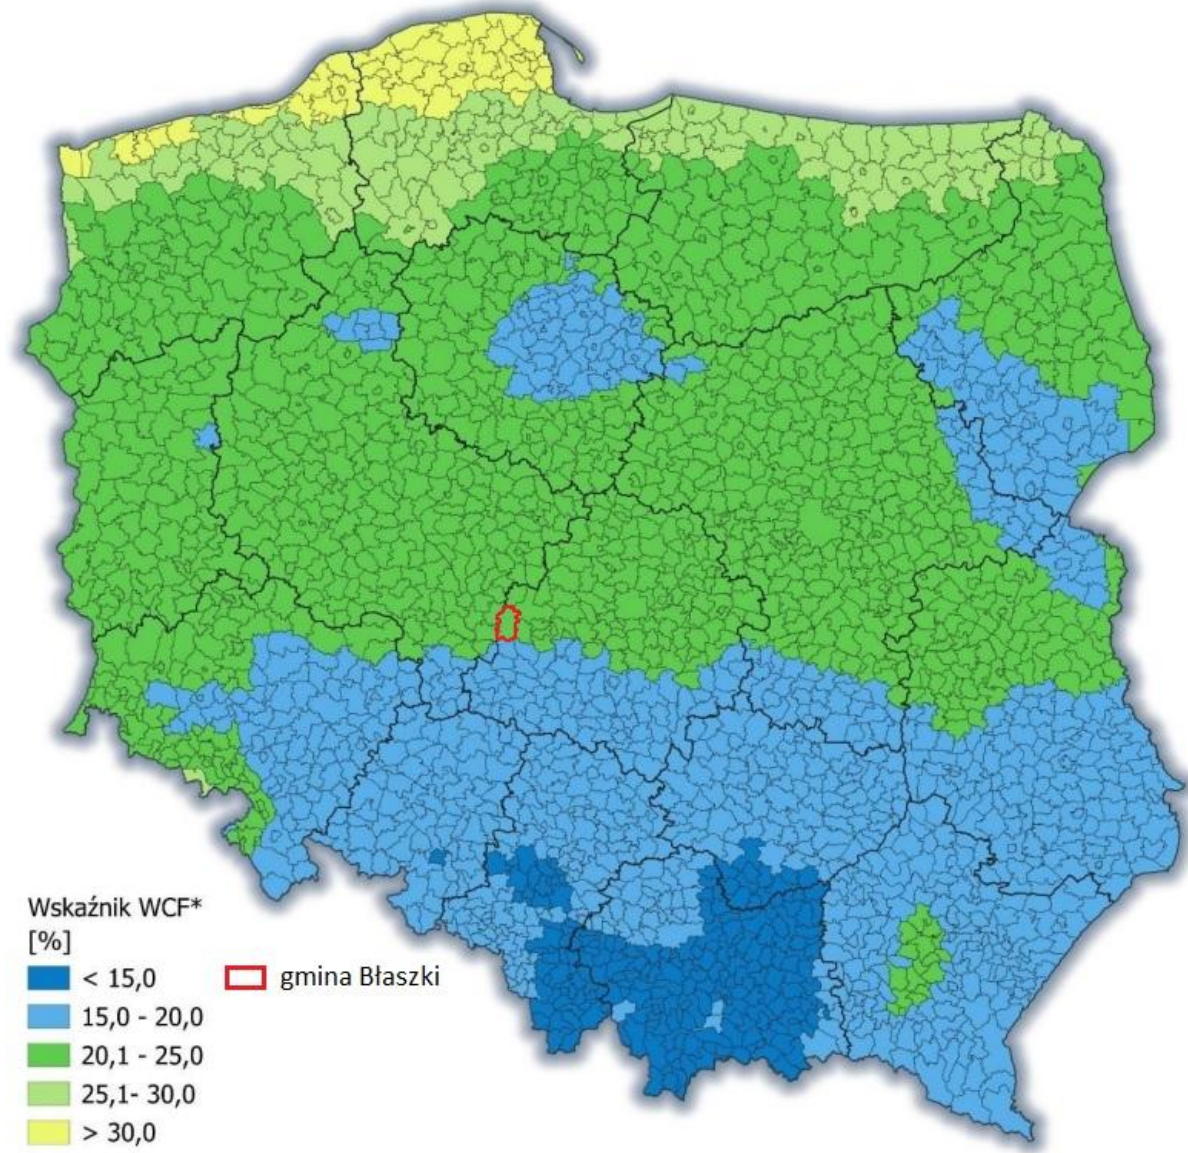 Wskaźnik WCF*
[%]
< 15,0
gmina Błaszki
15,0 - 20,0
20,1 - 25,0
25,1- 30,0
> 30,0